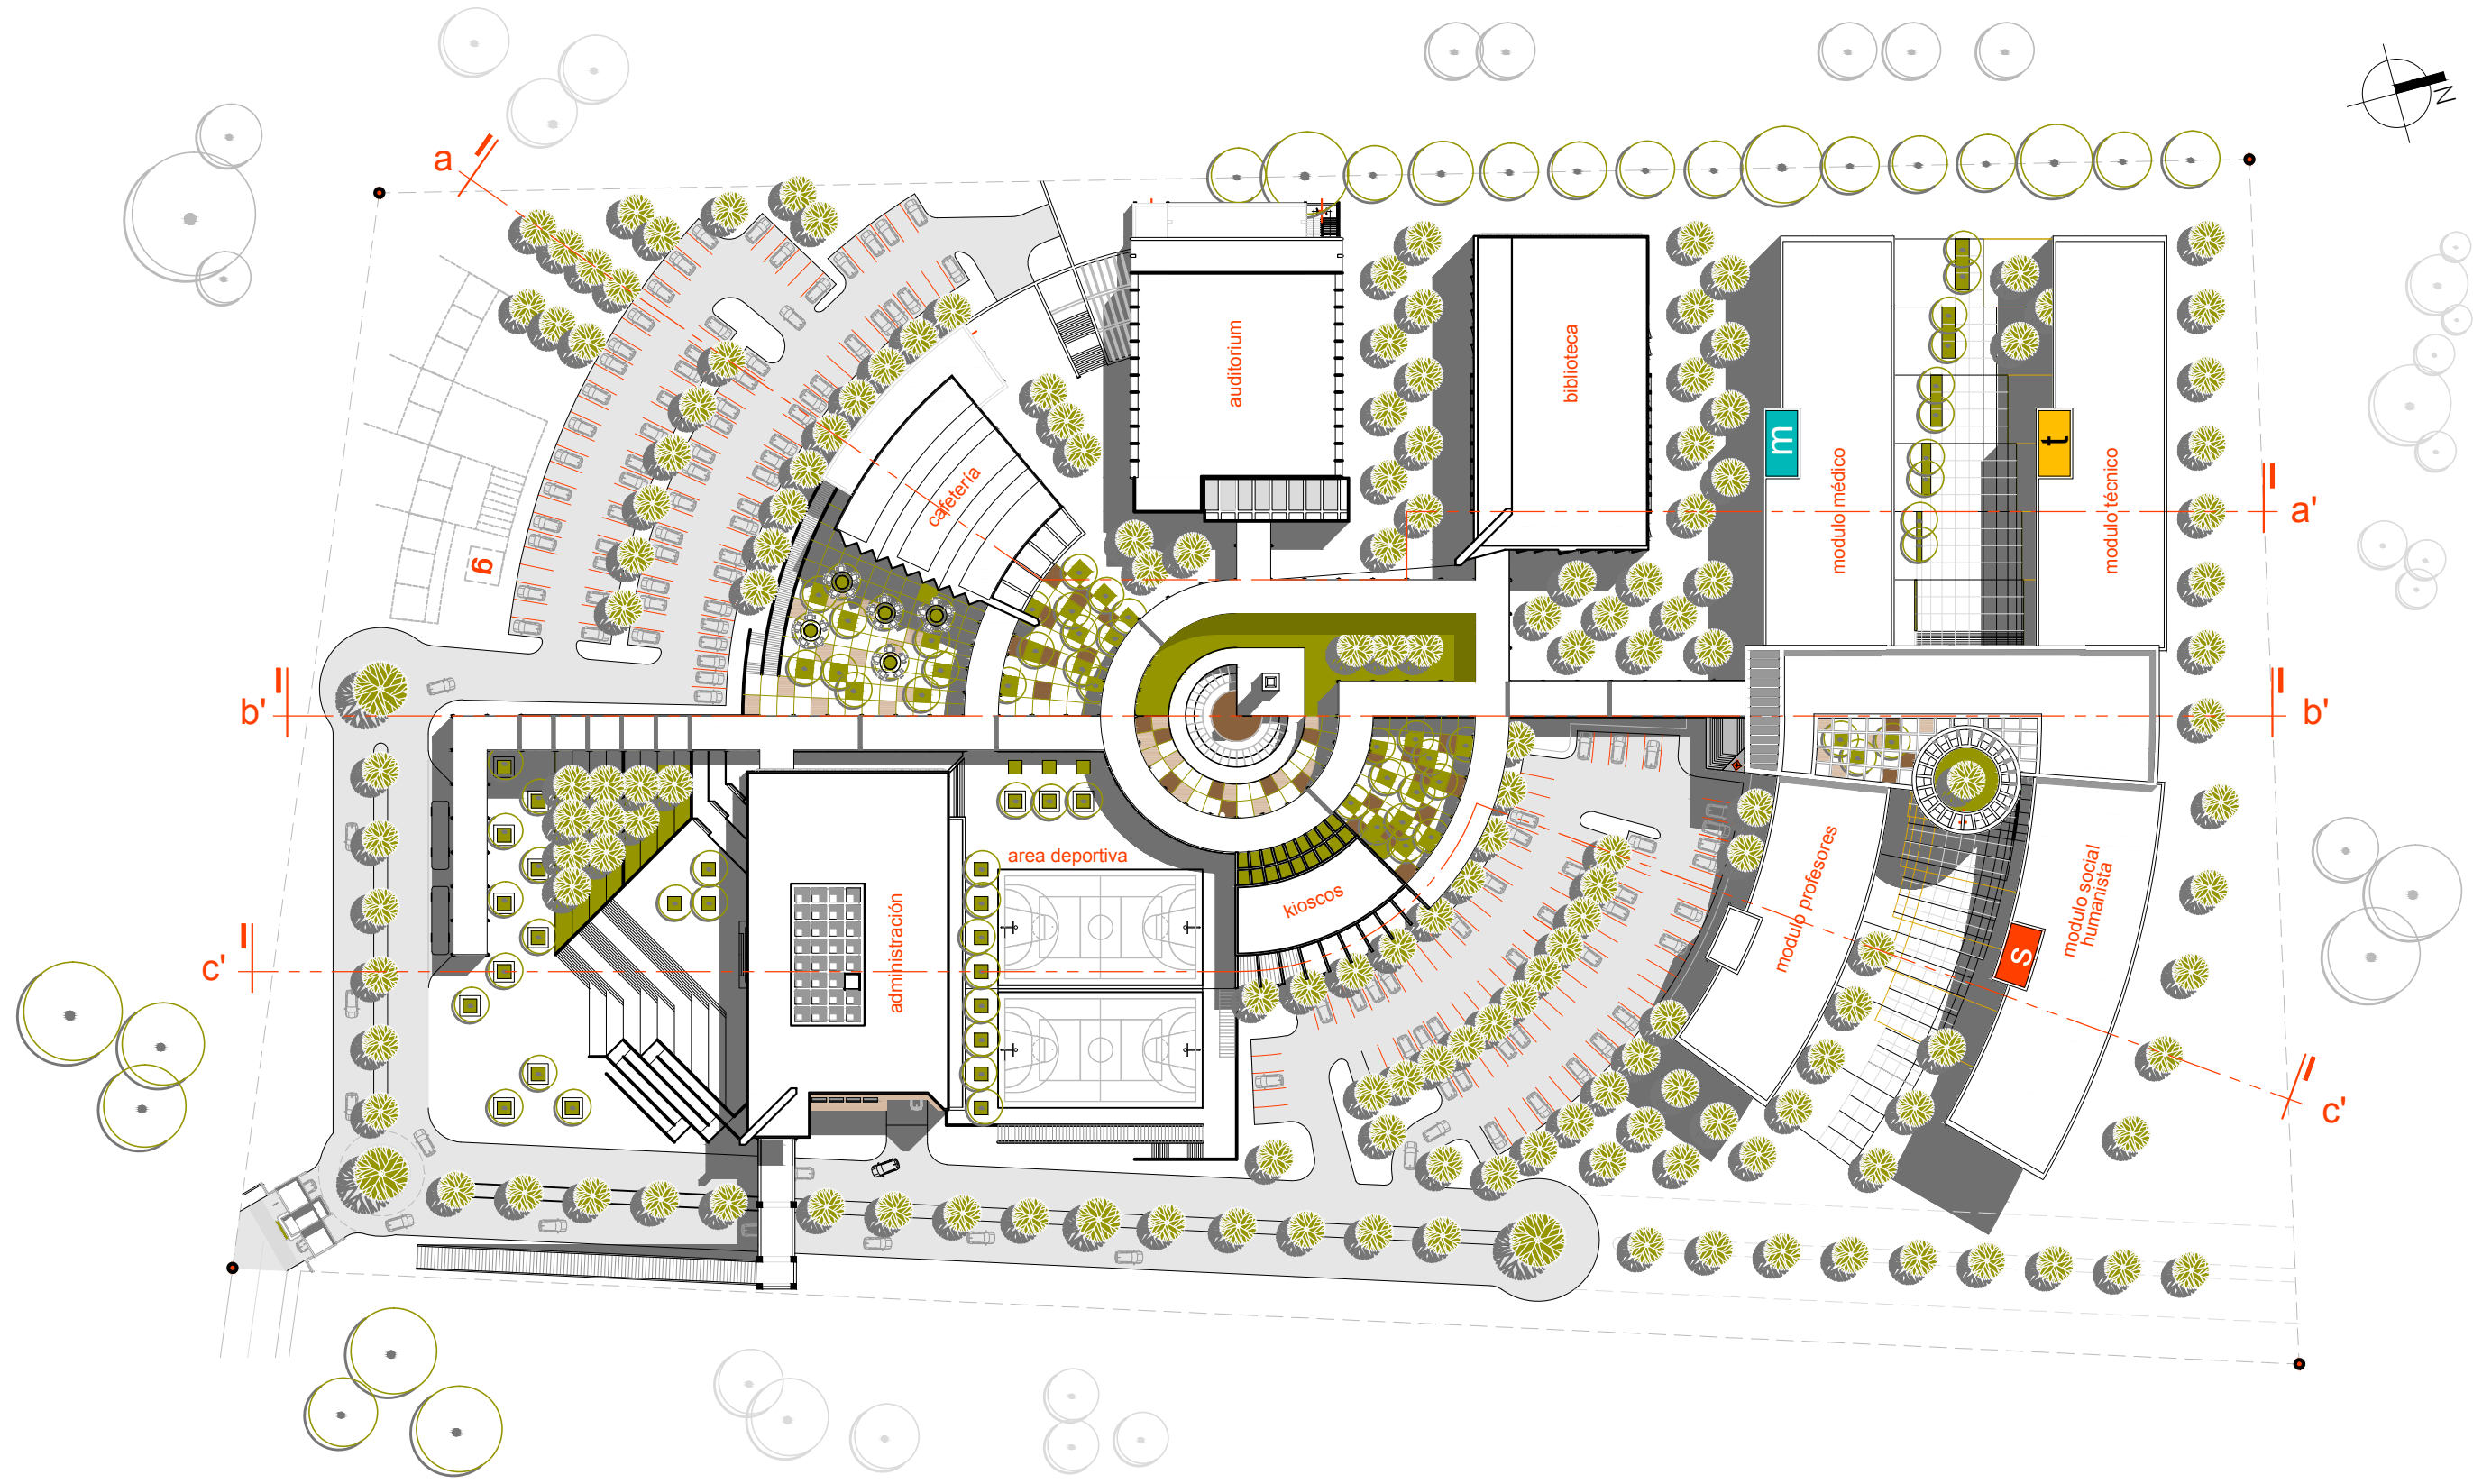 N
a
auditorium
biblioteca
cafetería
m
modulo médico
t
modulo técnico
a'
g
b'
b'
area deportiva
administración
kioscos
modulo profesores
modulo social
humanista
s
c'
c'